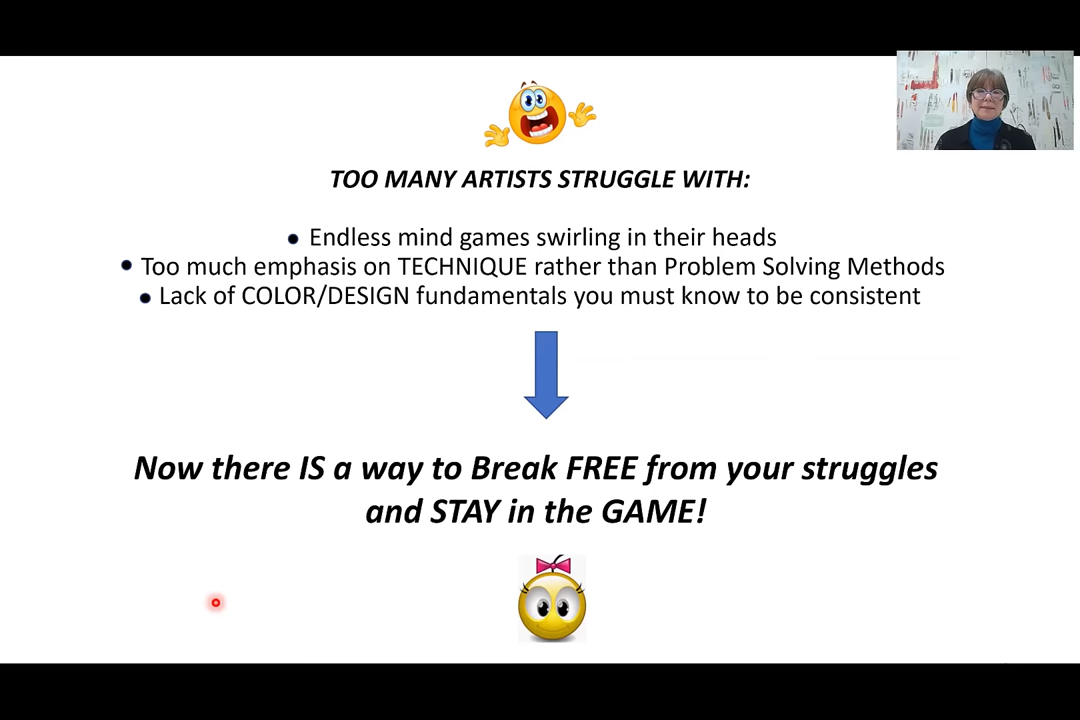 TOO MANY ARTISTS STRUGGLE WITH:
• Endless mind games swirling in their heads
• Too much emphasis on TECHNIQUE rather than Problem Solving Methods
• Lack of COLOR/DESIGN fundamentals you must know to be consistent
Now there IS a way to Break FREE from your struggles
and STAY in the GAME!